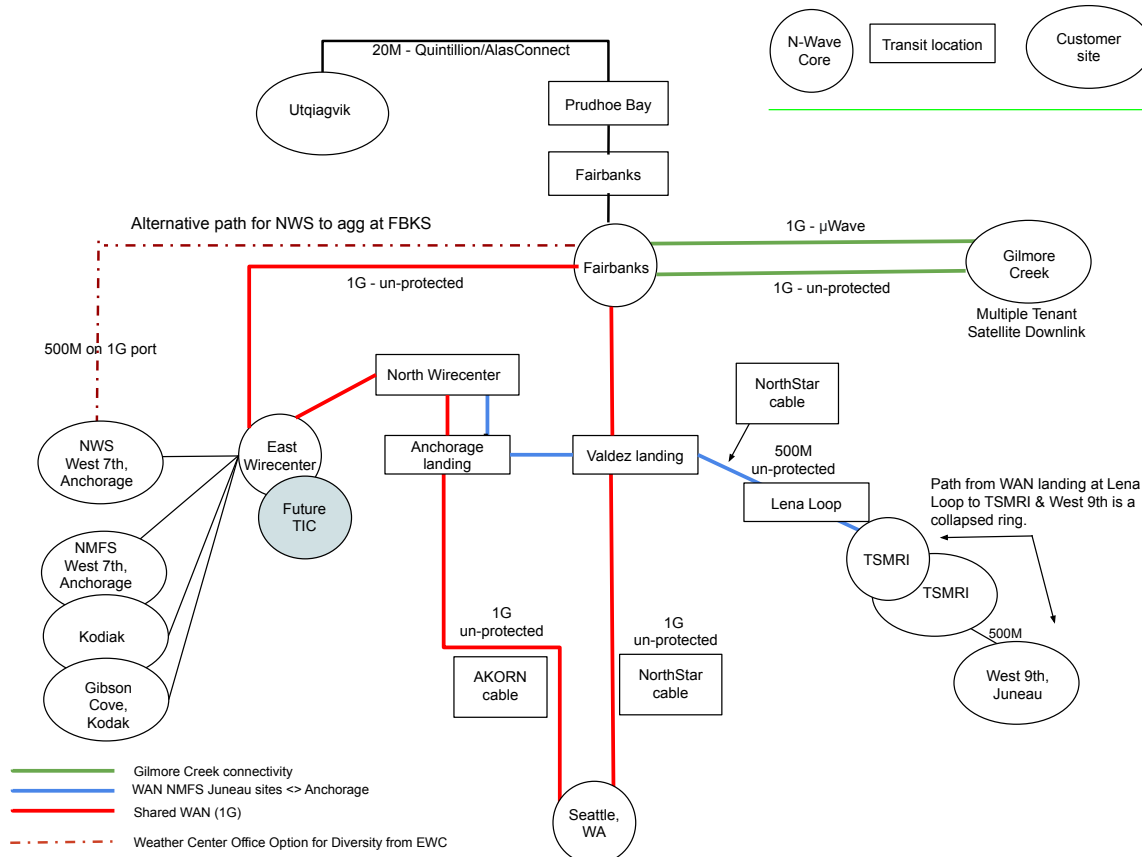 20M - Quintillion/AlasConnect
N-Wave
Core
Transit location
Customer
site
Utqiagvik
Prudhoe Bay
Fairbanks
Alternative path for NWS to agg at FBKS
1G - µWave
Fairbanks
Gilmore
Creek
1G - un-protected
1G - un-protected
Multiple Tenant
Satellite Downlink
500M on 1G port
North Wirecenter
NorthStar
cable
NWS
West 7th,
Anchorage
East
Wirecenter
Anchorage
landing
Valdez landing
500M
un-protected
Lena Loop
Path from WAN landing at Lena
Loop to TSMRI & West 9th is a
collapsed ring.
Future
TIC
NMFS
West 7th,
Anchorage
TSMRI
TSMRI
Kodiak
1G
un-protected
1G
un-protected
500M
AKORN
cable
NorthStar
cable
West 9th,
Juneau
Gibson
Cove,
Kodak
Gilmore Creek connectivity
WAN NMFS Juneau sites <> Anchorage
Shared WAN (1G)
Seattle,
WA
Weather Center Office Option for Diversity from EWC